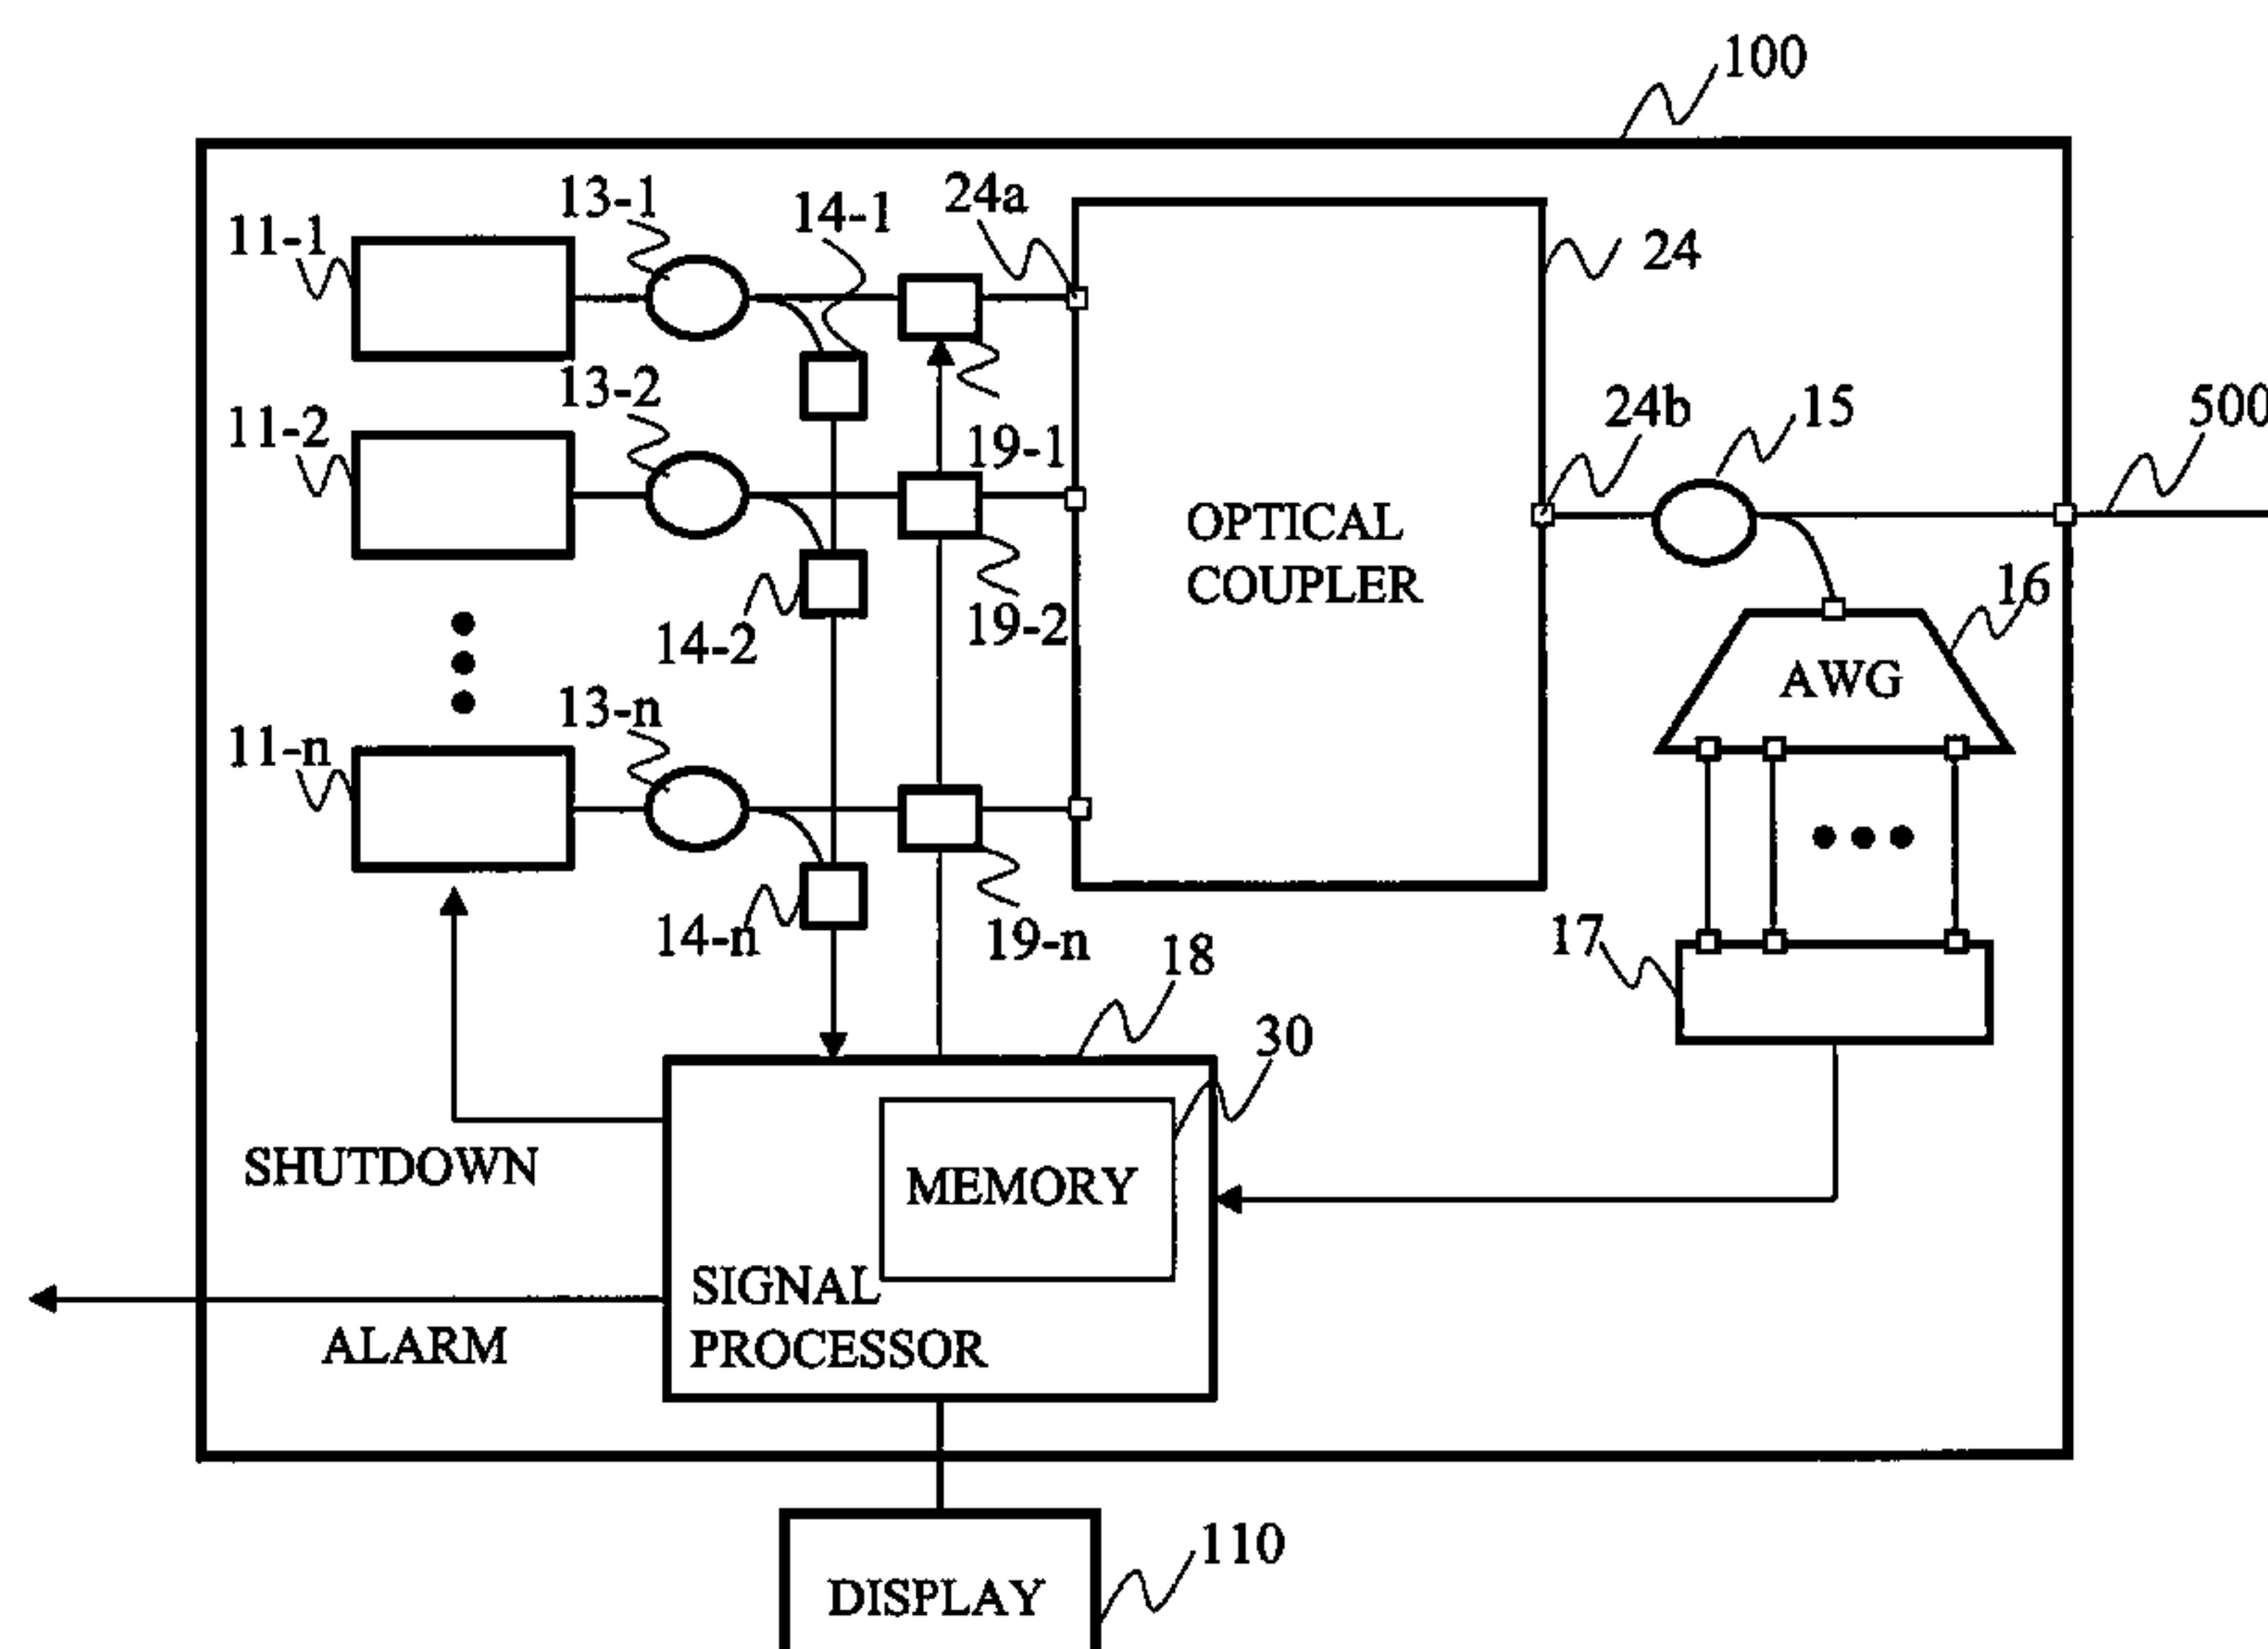 100
13-1
24a
14-1
11-1
24
13-2
24b
15
500
11-2
19-1
OPTICAL
COUPLER
16
19-2
14-2
AWG
13-n
11-n
14-n
19-n
17
18
30
SHUTDOWN
MEMORY
SIGNAL
PROCESSOR
ALARM
110
DISPLAY